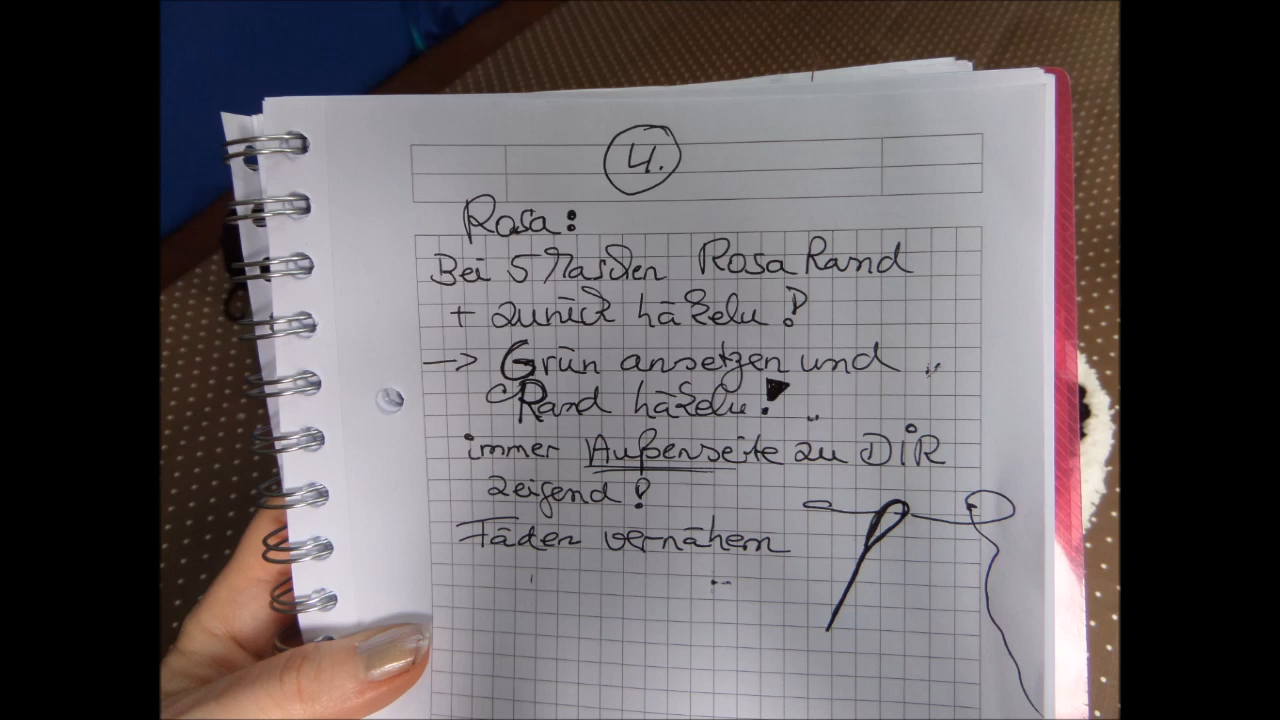 4.
Rosa:
Bei 5 Maschen Rosa Rand
+ zurück häkeln!
→ Grün ansetzen und
Rand häkeln!
immer Außenseite zu DIR
zeigend!
Fäden vernähen